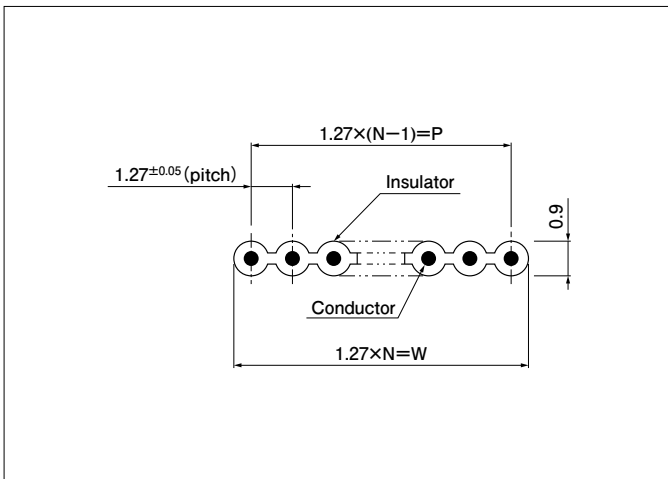 1.27×(N−1)=P
1.27±0.05(pitch)
Insulator
0.9
Conductor
1.27×N=W